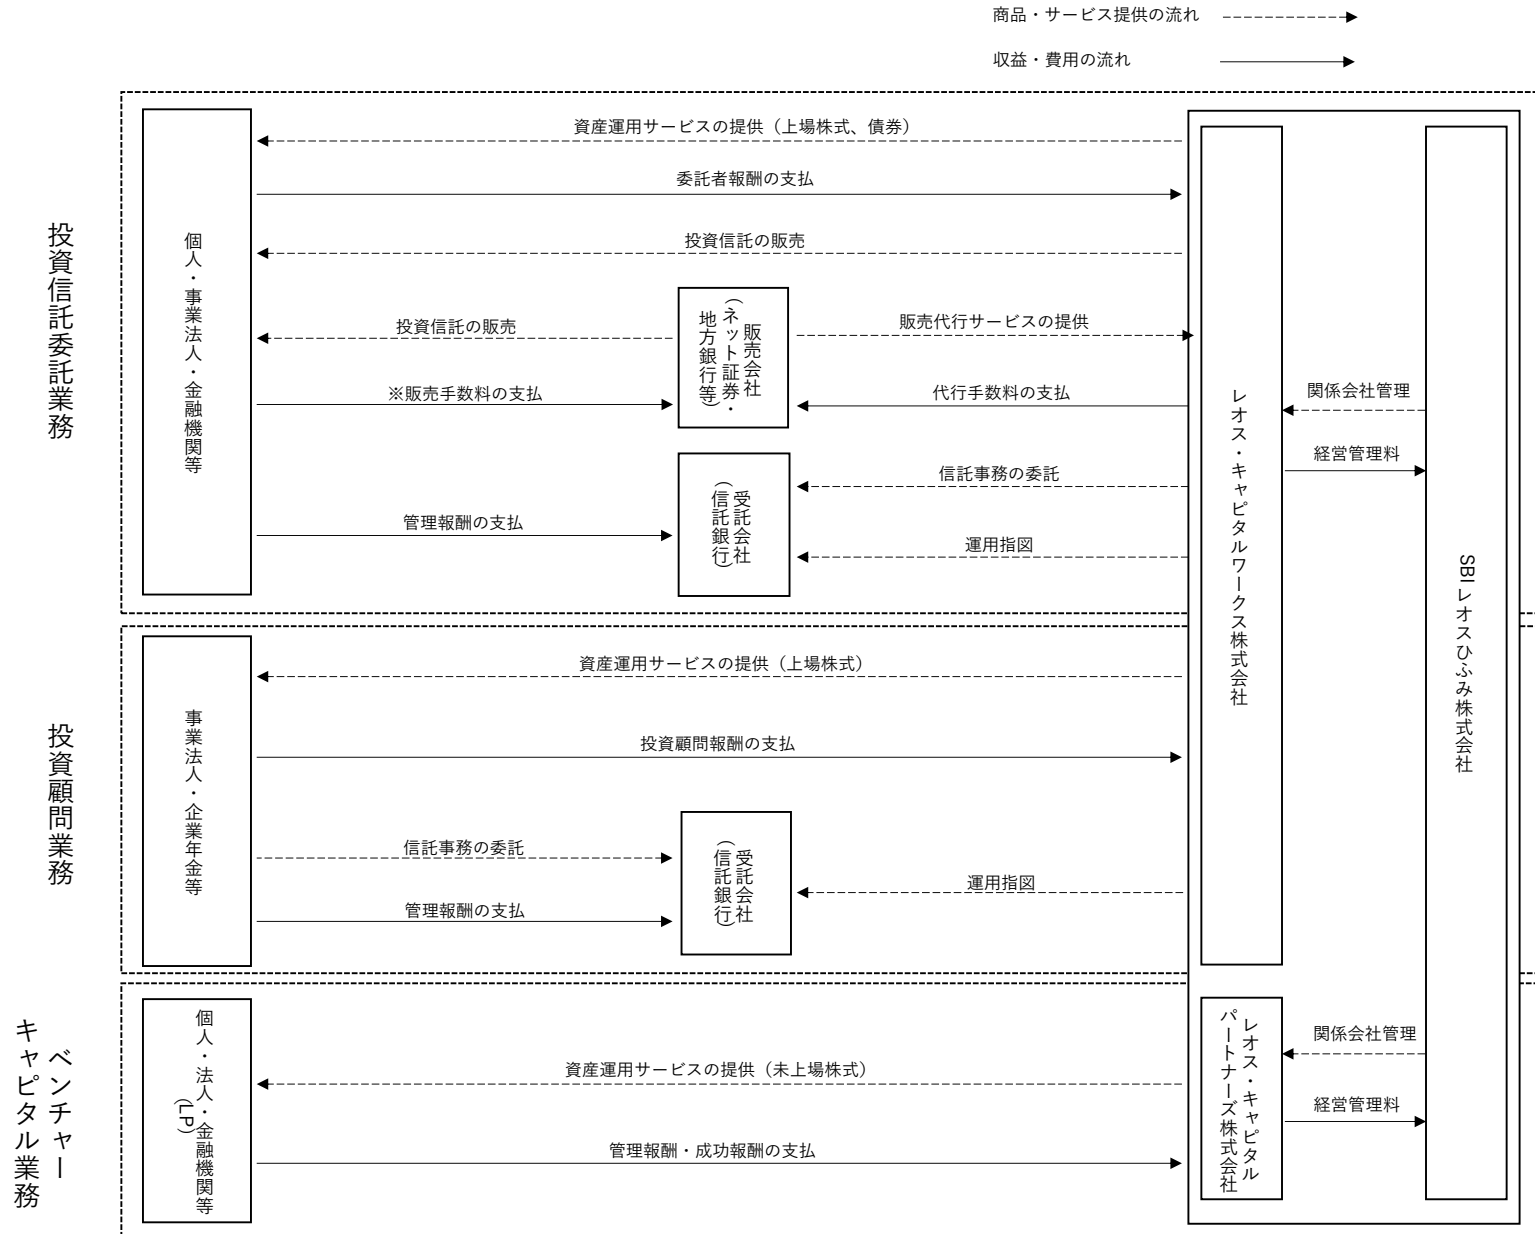 商品・サービス提供の流れ
収益・費用の流れ
投資信託委託業務
個人・事業法人・金融機関等
資産運用サービスの提供（上場株式、債券）
委託者報酬の支払
投資信託の販売
投資信託の販売
※販売手数料の支払
販売会社
（ネット証券・
地方銀行等）
販売代行サービスの提供
代行手数料の支払
管理報酬の支払
受託会社
（信託銀行）
信託事務の委託
運用指図
レオス・キャピタルワークス株式会社
関係会社管理
経営管理料
SBIレオスひふみ株式会社
投資顧問業務
事業法人・企業年金等
資産運用サービスの提供（上場株式）
投資顧問報酬の支払
信託事務の委託
管理報酬の支払
受託会社
（信託銀行）
運用指図
ベンチャー
キャピタル業務
個人・法人・金融機関等
（LP）
資産運用サービスの提供（未上場株式）
管理報酬・成功報酬の支払
レオス・キャピタル
パートナーズ株式会社
関係会社管理
経営管理料